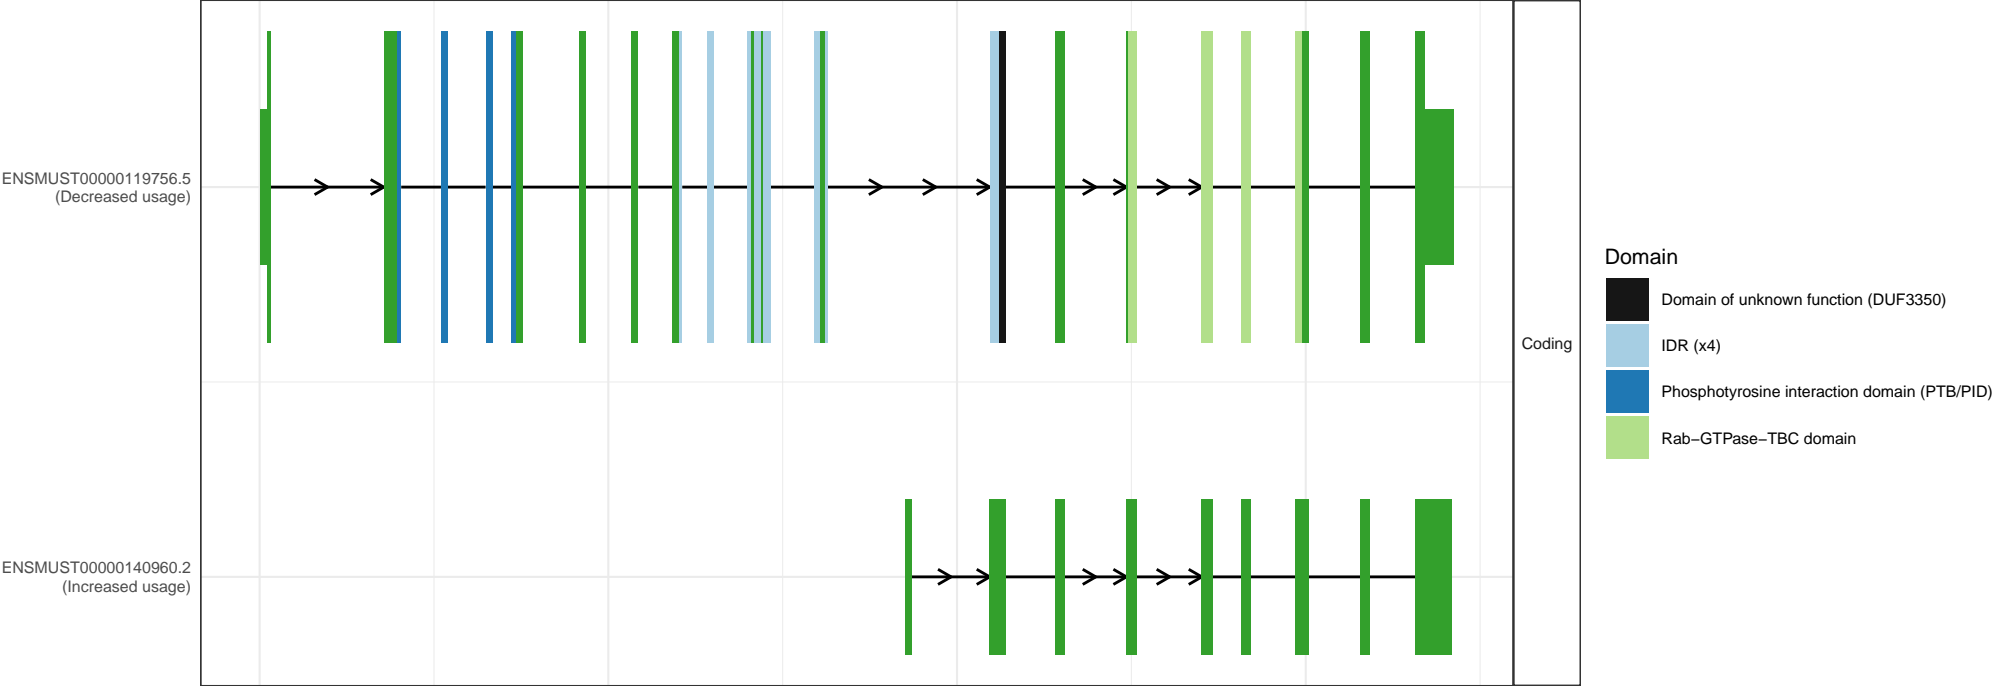 ENSMUST00000119756.5
(Decreased usage)
ENSMUST00000140960.2
(Increased usage)
Coding
Domain
Domain of unknown function (DUF3350)
IDR (x4)
Phosphotyrosine interaction domain (PTB/PID)
Rab−GTPase−TBC domain